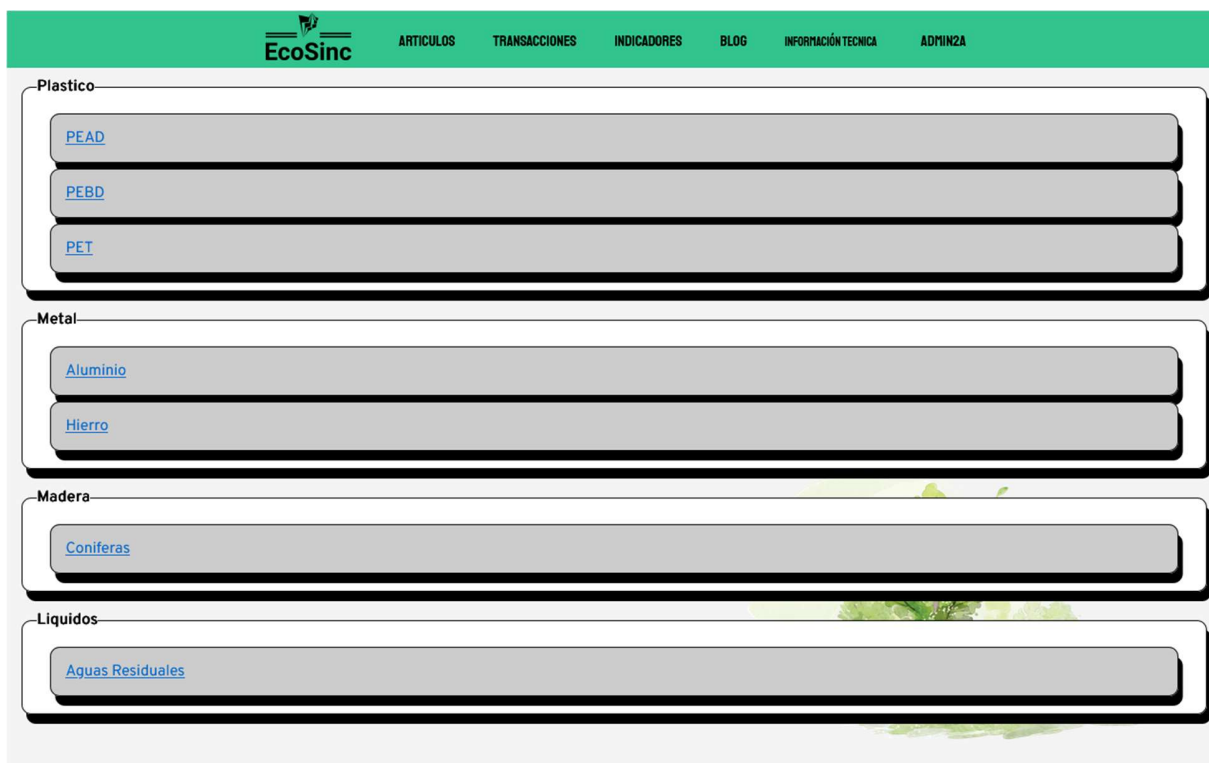 EcoSinc
ARTICULOS TRANSACCIONES INDICADORES BLOG INFORMACIÓN TECNICA ADMIN2A
Plastico
PEAD
PEBD
PET
Metal
Aluminio
Hierro
Madera
Coniferas
Liquidos
Aguas Residuales